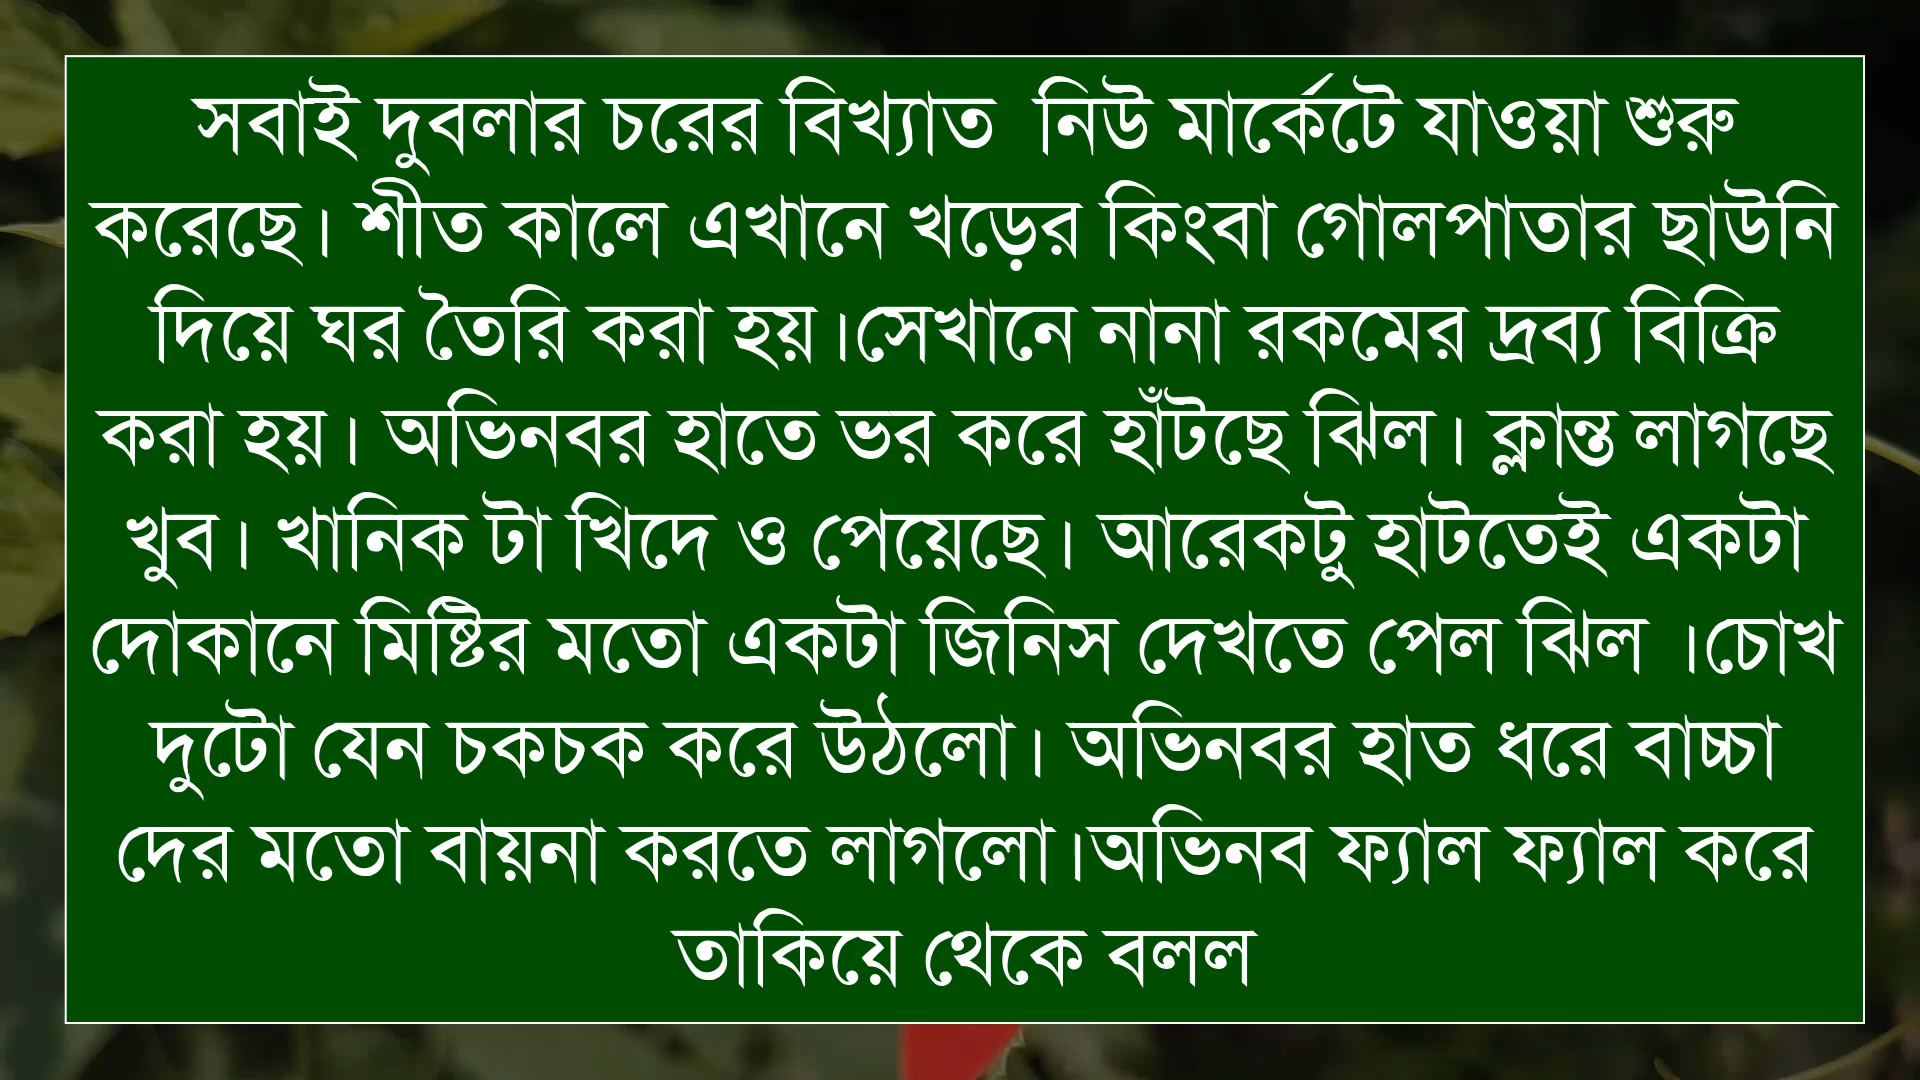 সবাই দুবলার চরের বিখ্যাত  নিউ মার্কেটে যাওয়া শুরু
করেছে। শীত কালে এখানে খড়ের কিংবা গোলপাতার ছাউনি
দিয়ে ঘর তৈরি করা হয়।সেখানে নানা রকমের দ্রব্য বিক্রি
করা হয়। অভিনবর হাতে ভর করে হাঁটছে ঝিল। ক্লান্ত লাগছে
খুব। খানিক টা খিদে ও পেয়েছে। আরেকটু হাটতেই একটা
দোকানে মিষ্টির মতো একটা জিনিস দেখতে পেল ঝিল ।চোখ
দুটো যেন চকচক করে উঠলো। অভিনবর হাত ধরে বাচ্চা
দের মতো বায়না করতে লাগলো।অভিনব ফ্যাল ফ্যাল করে
তাকিয়ে থেকে বলল